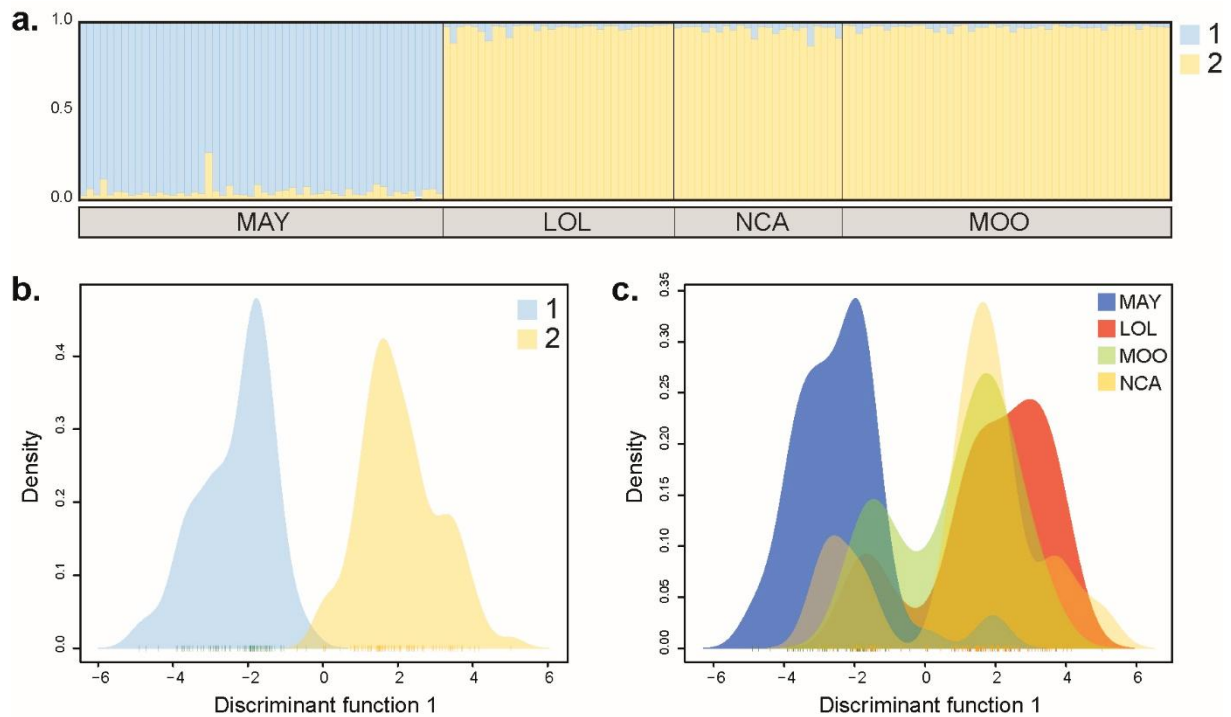 a.
1.0
0.5
0.0
1
2
MAY LOL NCA MOO
b.
1
2
0.4
0.3
0.2
0.1
0.0
Density
−6 −4 −2 0 2 4 6
Discriminant function 1
c.
MAY
LOL
MOO
NCA
0.35
0.30
0.25
0.20
0.15
0.10
0.05
0.00
Density
−6 −4 −2 0 2 4 6
Discriminant function 1